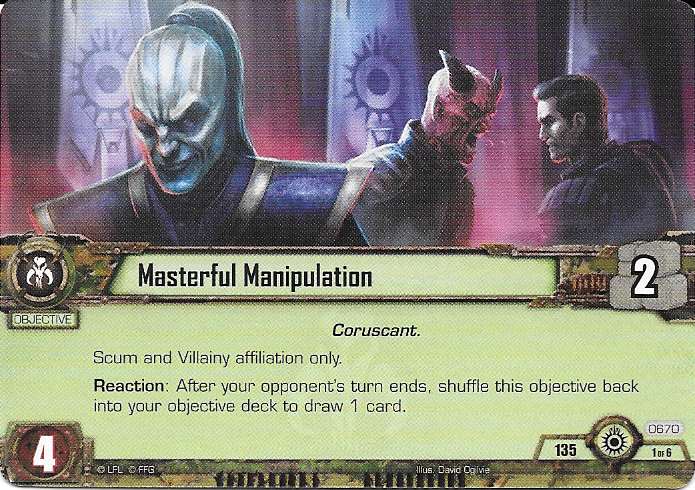 Masterful Manipulation
2
OBJECTIVE
Coruscant.
Scum and Villainy affiliation only.
Reaction: After your opponent's turn ends, shuffle this objective back
into your objective deck to draw 1 card.
4
© LFL © FFG
Illus. David Ogilvie
135
0670
1 OF 6